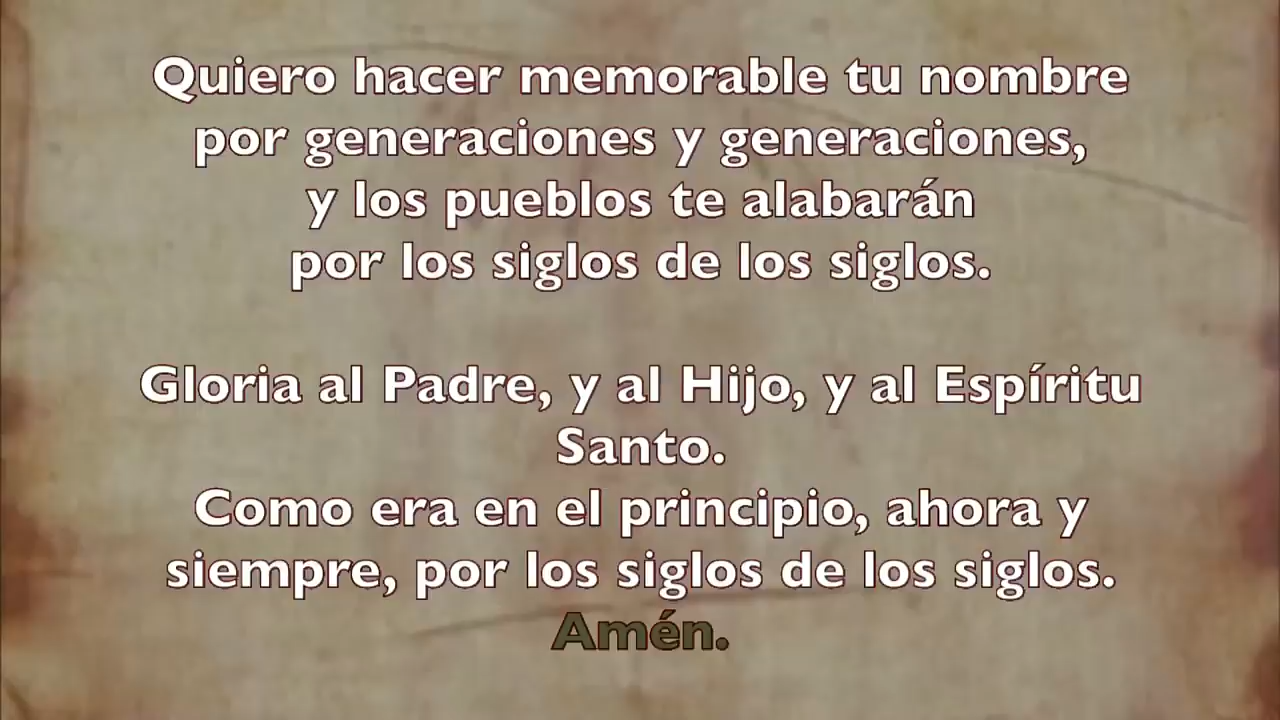 Quiero hacer memorable tu nombre
por generaciones y generaciones,
y los pueblos te alabarán
por los siglos de los siglos.
Gloria al Padre, y al Hijo, y al Espíritu
Santo.
Como era en el principio, ahora y
siempre, por los siglos de los siglos.
Amén.